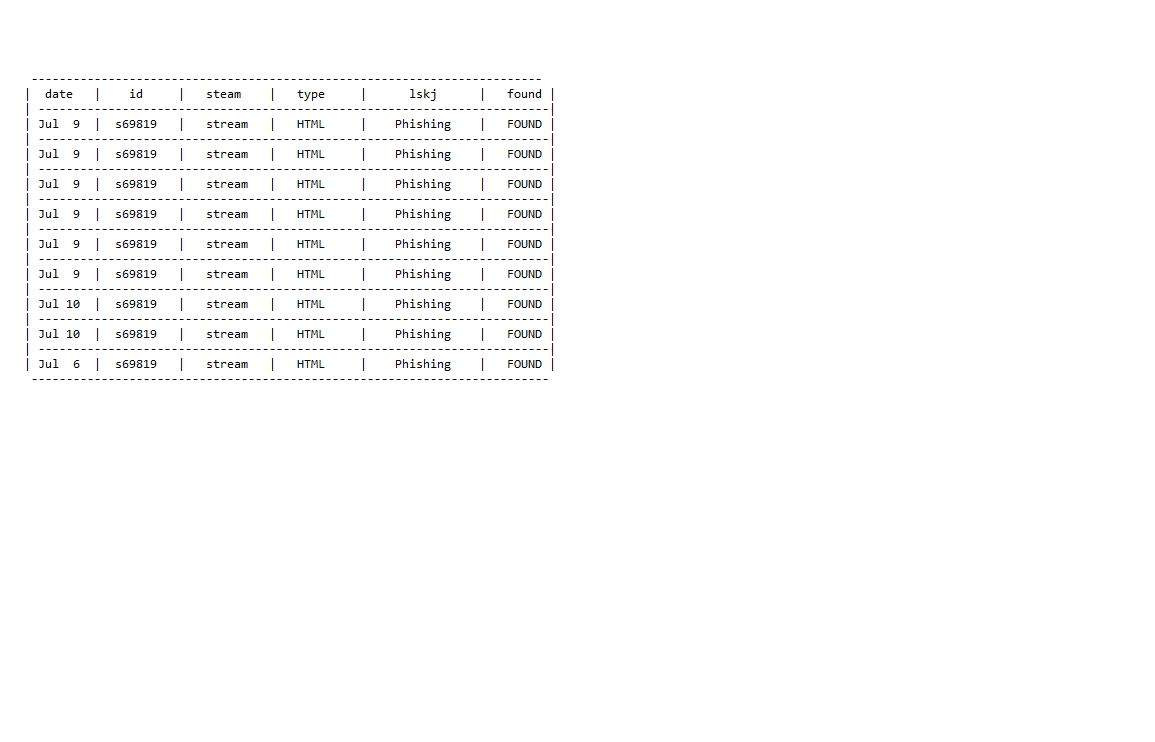 -------------------------------------------------------------------------
|  date   |    id     |   steam    |   type     |      lskj      |   found |
| -------------------------------------------------------------------------|
| Jul  9  |  s69819   |   stream   |   HTML     |    Phishing    |   FOUND |
| -------------------------------------------------------------------------|
| Jul  9  |  s69819   |   stream   |   HTML     |    Phishing    |   FOUND |
| -------------------------------------------------------------------------|
| Jul  9  |  s69819   |   stream   |   HTML     |    Phishing    |   FOUND |
| -------------------------------------------------------------------------|
| Jul  9  |  s69819   |   stream   |   HTML     |    Phishing    |   FOUND |
| -------------------------------------------------------------------------|
| Jul  9  |  s69819   |   stream   |   HTML     |    Phishing    |   FOUND |
| -------------------------------------------------------------------------|
| Jul  9  |  s69819   |   stream   |   HTML     |    Phishing    |   FOUND |
| -------------------------------------------------------------------------|
| Jul 10  |  s69819   |   stream   |   HTML     |    Phishing    |   FOUND |
| -------------------------------------------------------------------------|
| Jul 10  |  s69819   |   stream   |   HTML     |    Phishing    |   FOUND |
| -------------------------------------------------------------------------|
| Jul  6  |  s69819   |   stream   |   HTML     |    Phishing    |   FOUND |
--------------------------------------------------------------------------